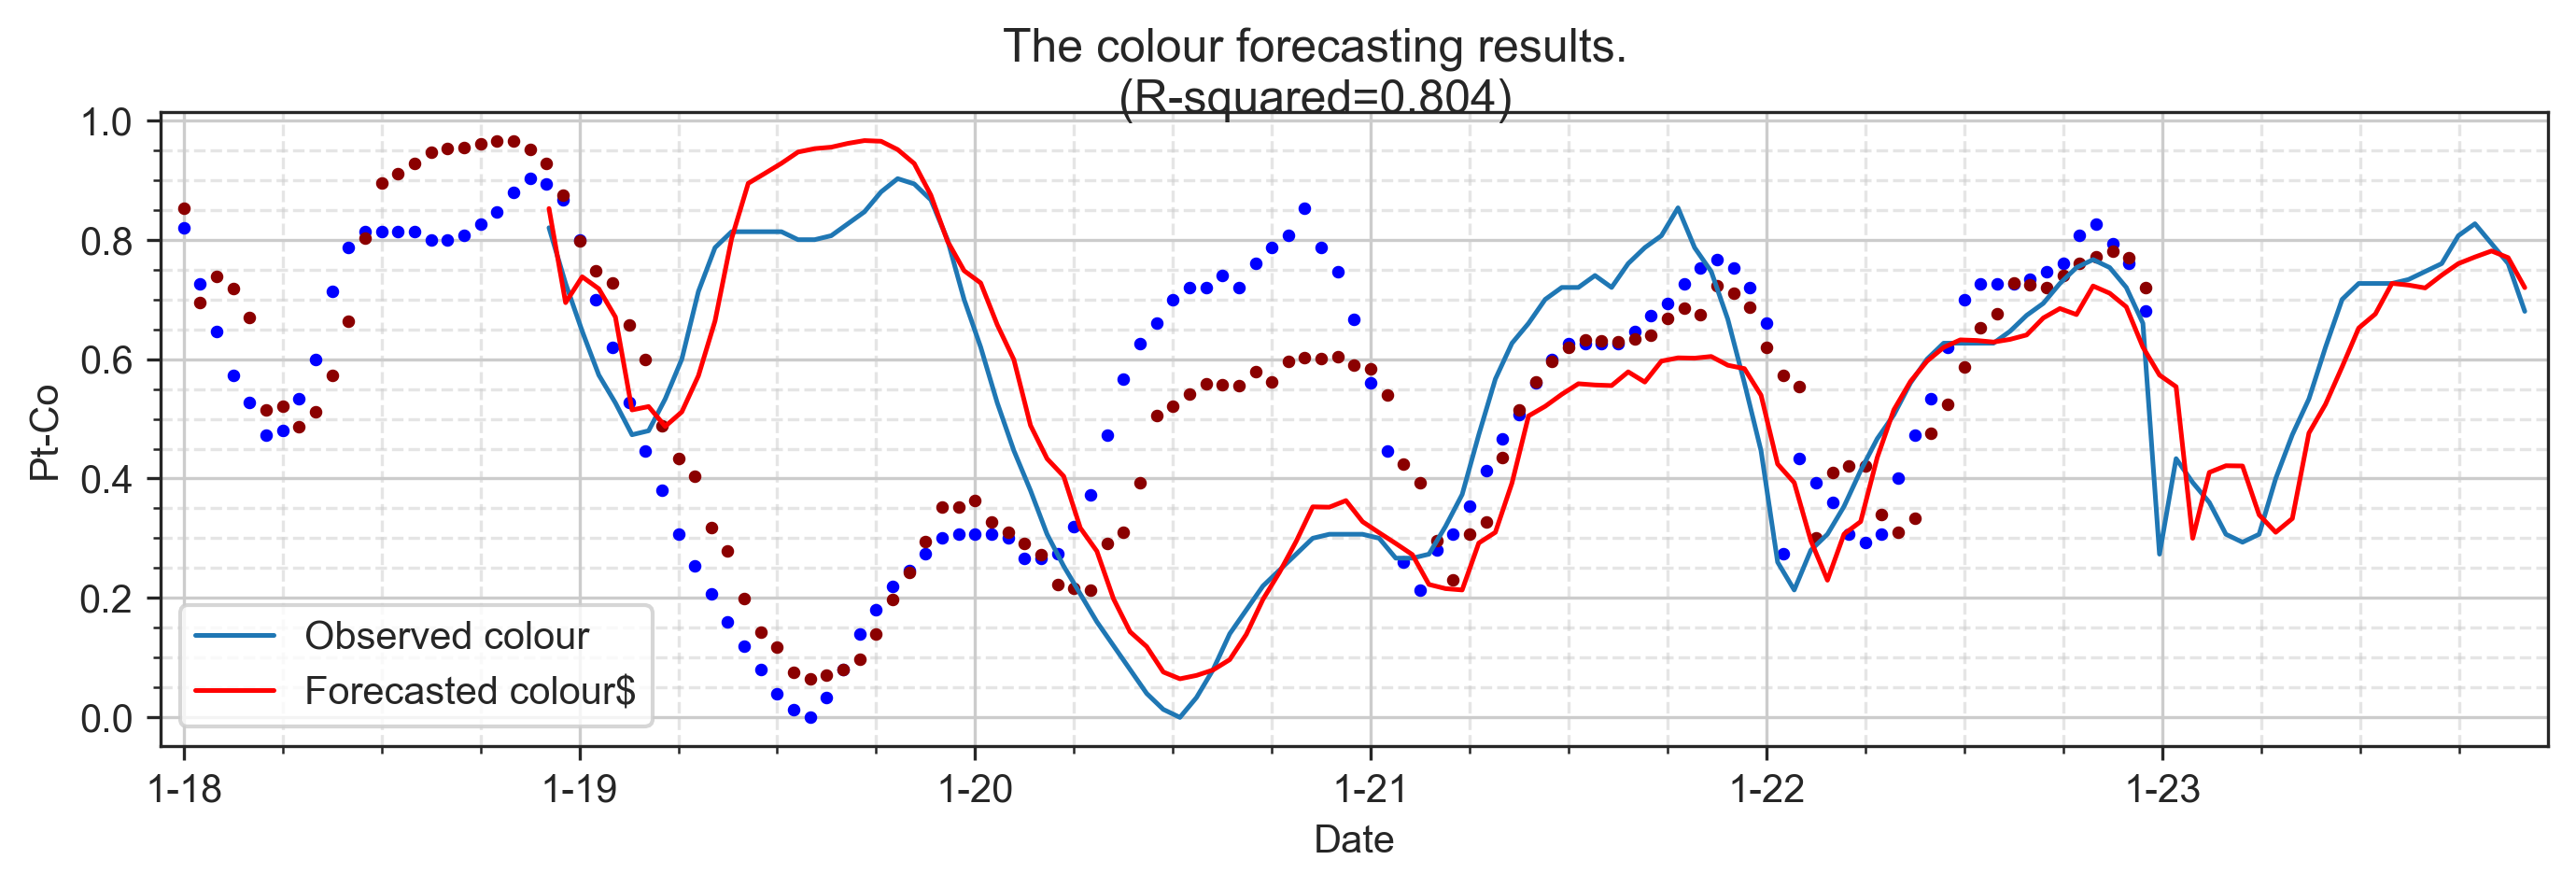 The colour forecasting results.
(R-squared=0.804)
1.0
0.8
0.6
0.4
0.2
0.0
Pt-Co
Observed colour
Forecasted colour$
1-18
1-19
1-20
1-21
1-22
1-23
Date